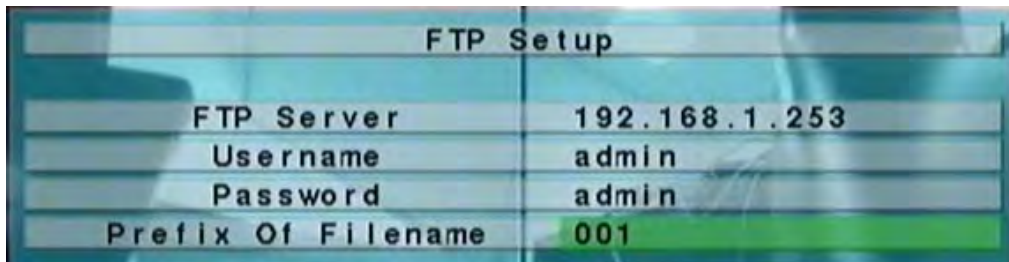 FTP Setup
FTP Server 192.168.1.253
Username admin
Password admin
Prefix Of Filename 001